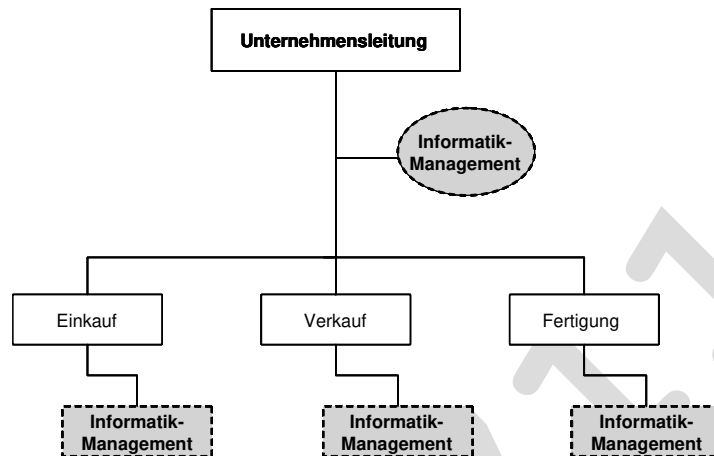 Unternehmensleitung
Informatik-
Management
Einkauf
Verkauf
Fertigung
Informatik-
Management
Informatik-
Management
Informatik-
Management